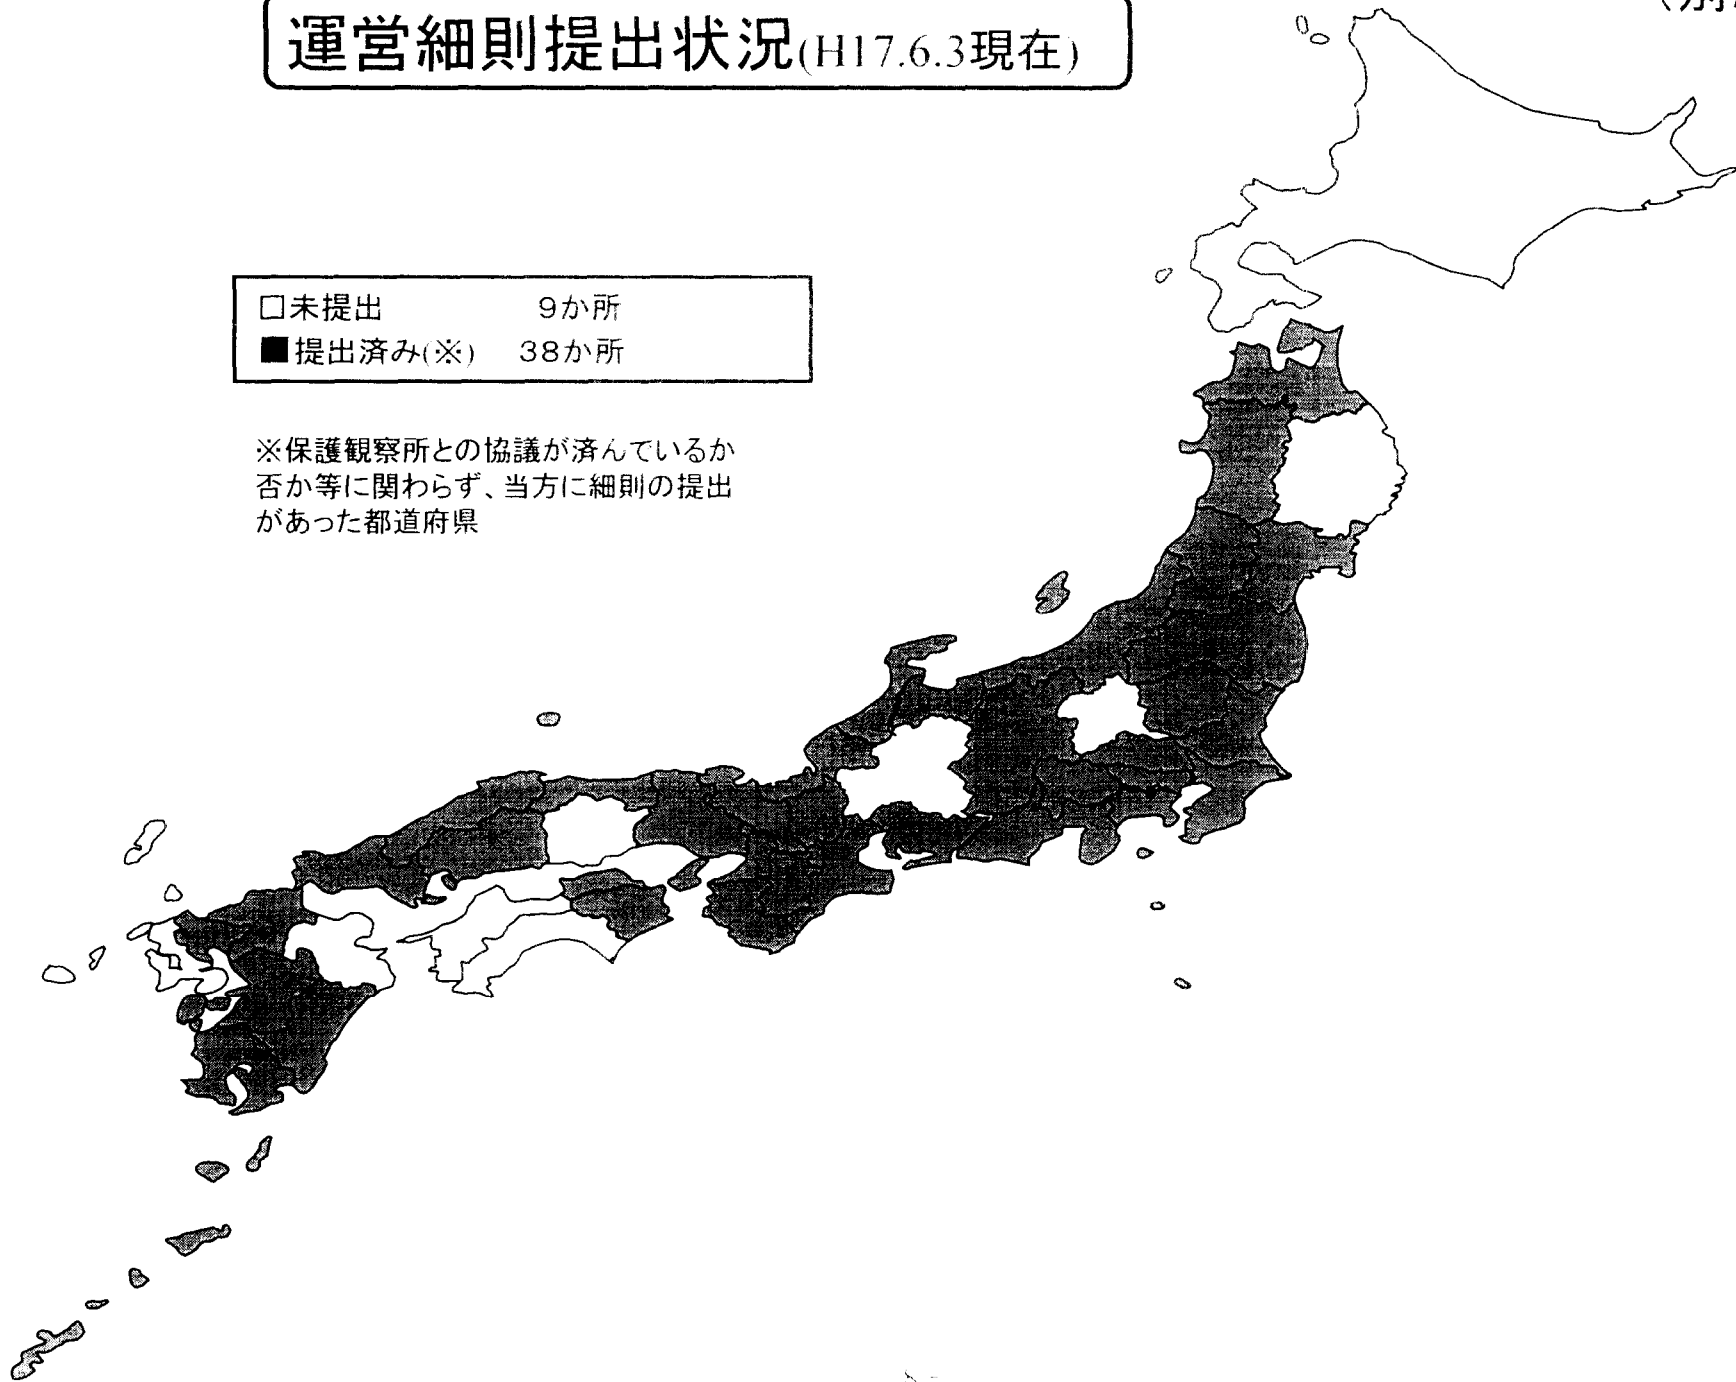 運営細則提出状況(H17.6.3現在)
□未提出 9か所
■提出済み(※) 38か所
※保護観察所との協議が済んでいるか
否か等に関わらず、当方に細則の提出
があった都道府県